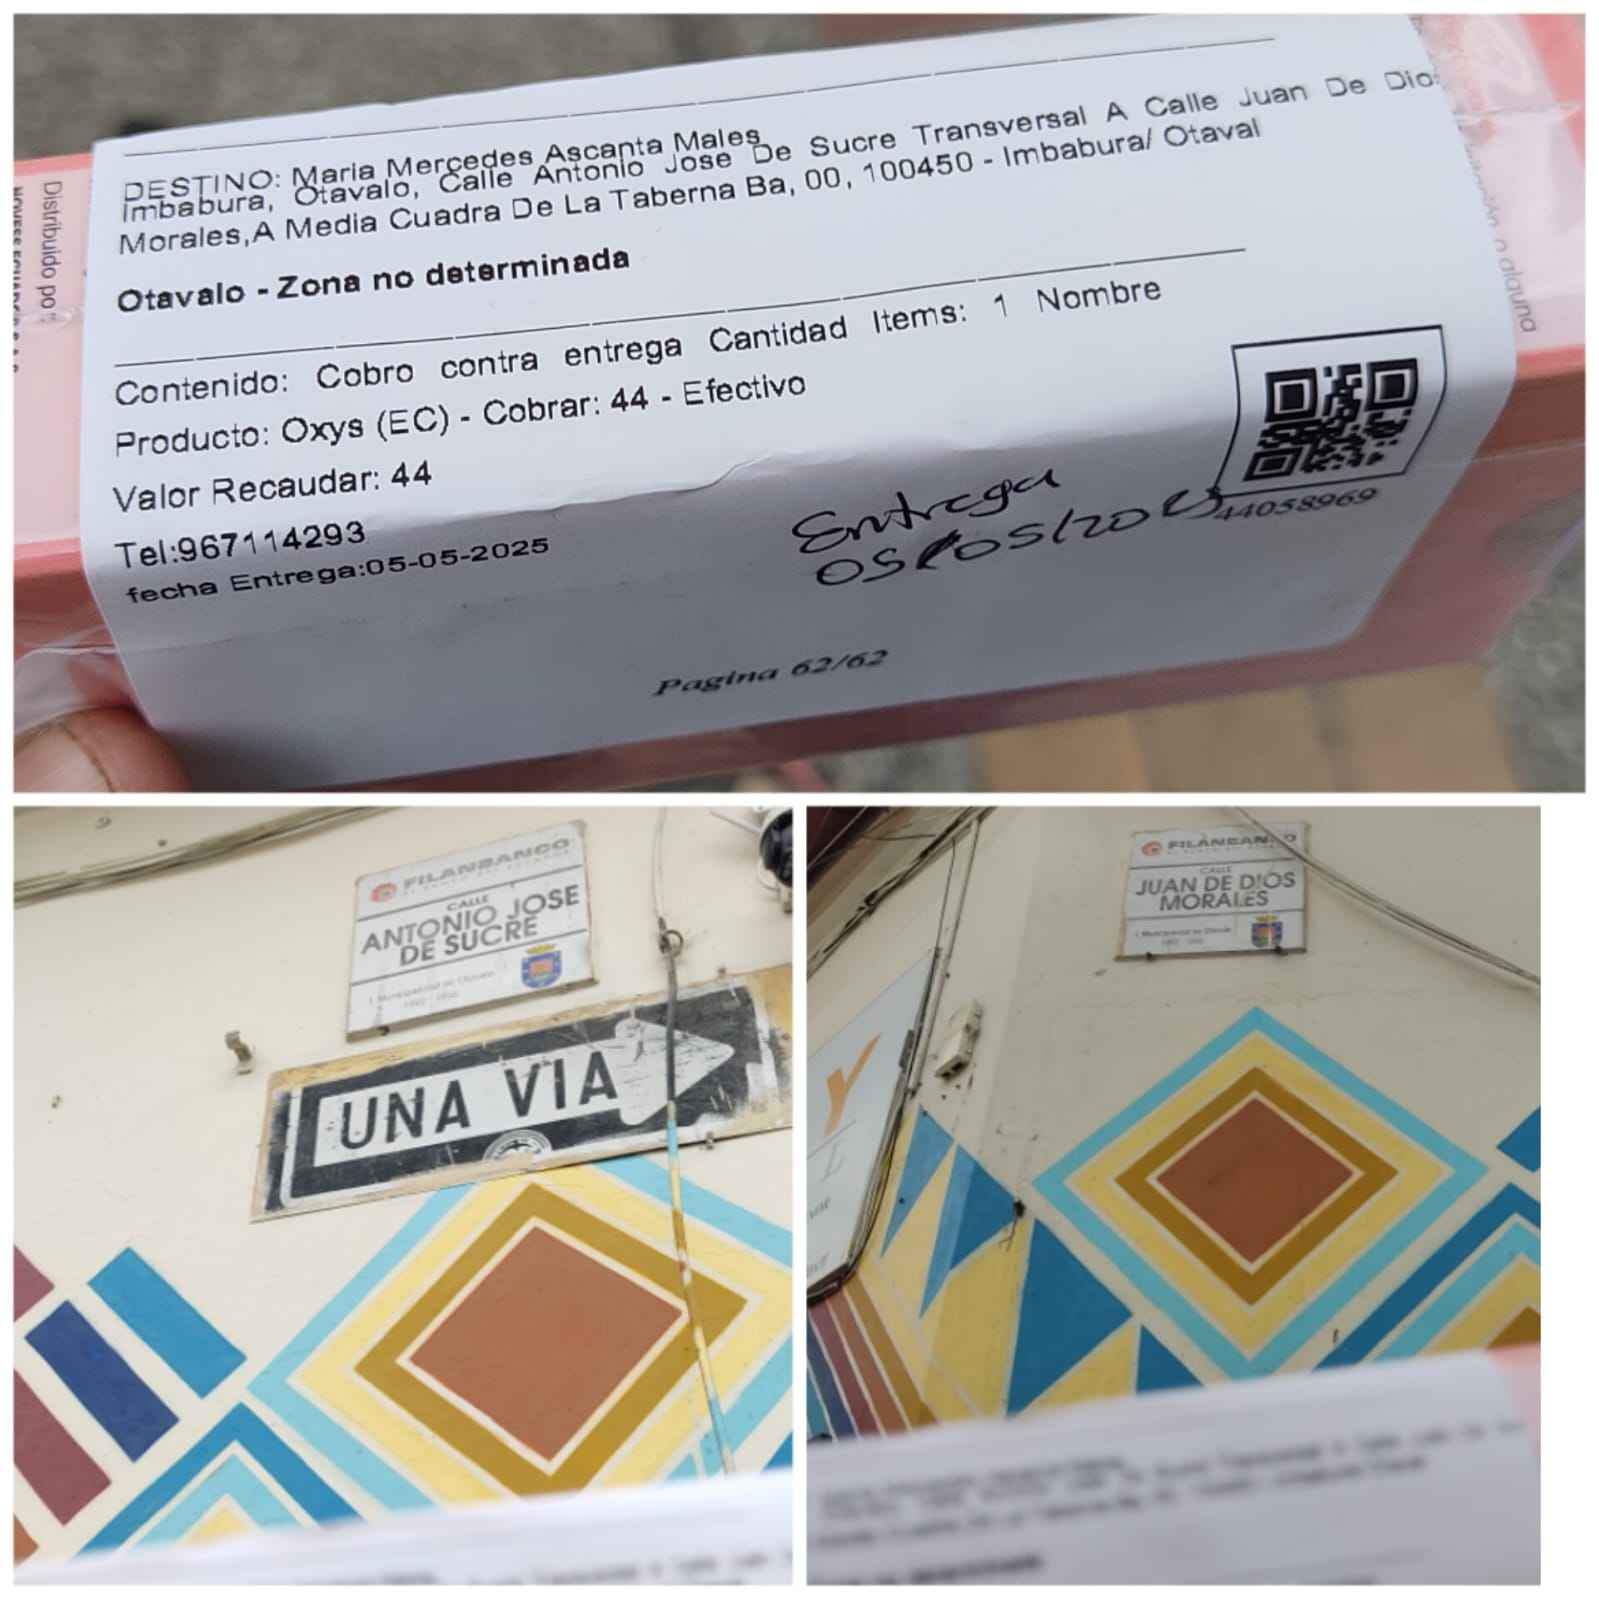 DESTINO: Maria Mercedes Ascanta Males
Imbabura, Otavalo, Calle Antonio Jose De Sucre Transversal A Calle Juan De Dio
Morales,A Media Cuadra De La Taberna Ba, 00, 100450 - Imbabura/ Otaval
Otavalo - Zona no determinada
Contenido: Cobro contra entrega Cantidad Items: 1 Nombre
Producto: Oxys (EC) - Cobrar: 44 - Efectivo
Valor Recaudar: 44
Tel:967114293
fecha Entrega:05-05-2025
Entrega
05/05/2025
44058969
Pagina 62/62
Distribuido por:
alguna
FILANBANCO
CALLE
ANTONIO JOSE
DE SUCRE
UNA VIA
FILANBANCO
CALLE
JUAN DE DIOS
MORALES